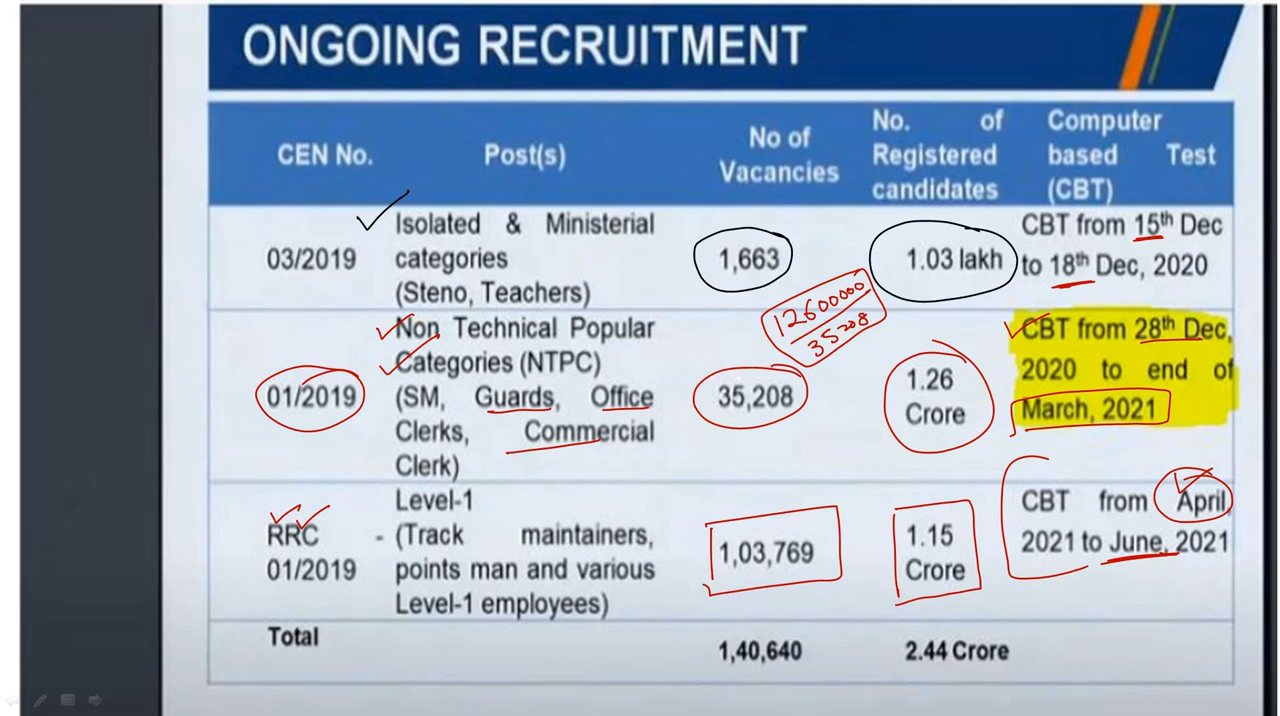 ONGOING RECRUITMENT
CEN No.
Post(s)
No of
Vacancies
No. of
Registered
candidates
Computer
based Test
(CBT)
03/2019
Isolated & Ministerial
categories
(Steno, Teachers)
1,663
1.03 lakh
CBT from 15th Dec
to 18th Dec, 2020
01/2019
Non Technical Popular
Categories (NTPC)
(SM, Guards, Office
Clerks, Commercial
Clerk)
35,208
12600000
35208
1.26
Crore
CBT from 28th Dec,
2020 to end of
March, 2021
RRC -
01/2019
Level-1
(Track maintainers,
points man and various
Level-1 employees)
1,03,769
1.15
Crore
CBT from April,
2021 to June, 2021
Total
1,40,640
2.44 Crore